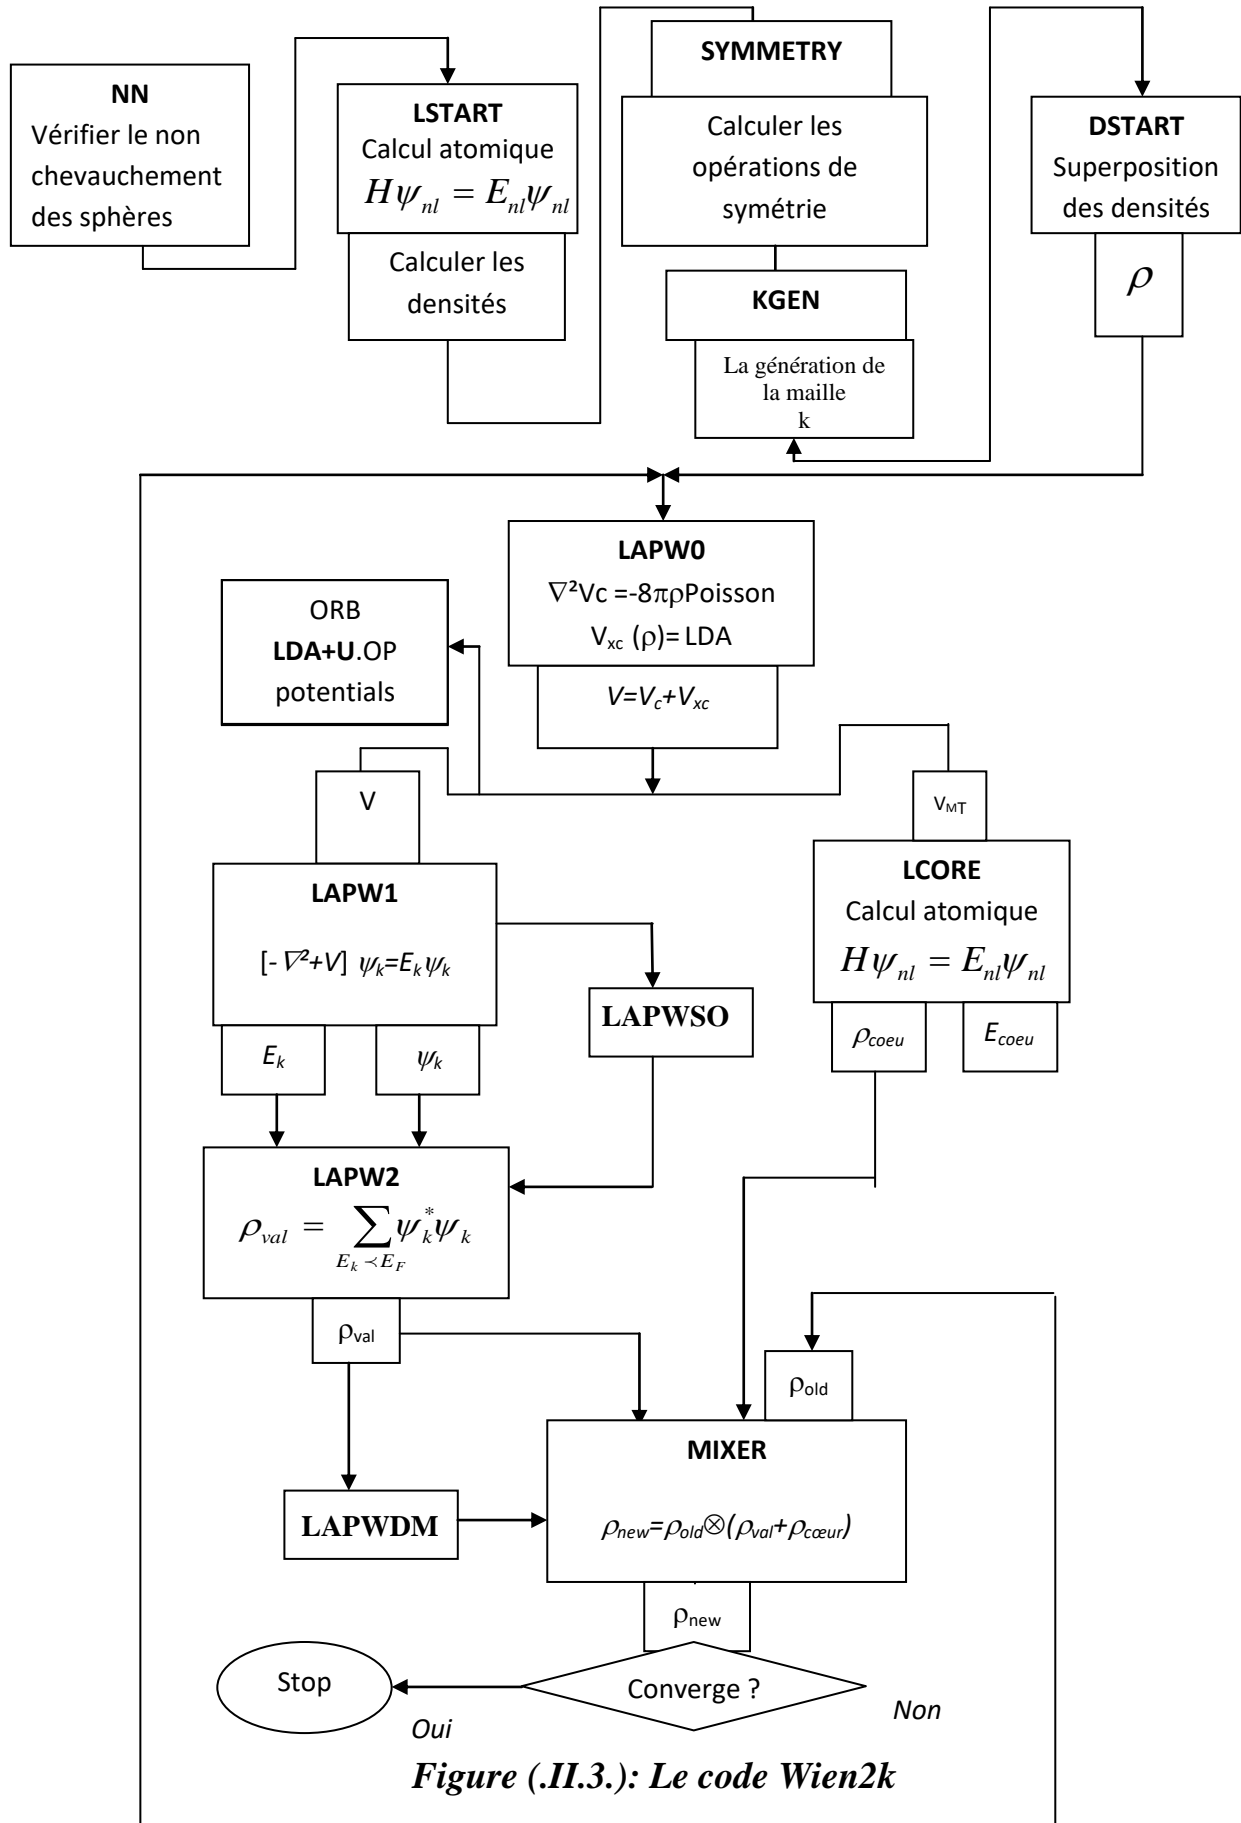 NN
Vérifier le non
chevauchement
des sphères
LSTART
Calcul atomique
Hψnl = Enlψnl
Calculer les
densités
SYMMETRY
Calculer les
opérations de
symétrie
KGEN
La génération de
la maille
k
DSTART
Superposition
des densités
ρ
LAPW0
∇²Vc =-8πρPoisson
Vxc (ρ)= LDA
V=Vc+Vxc
ORB
LDA+U.OP
potentials
V
LAPW1
[- ∇²+V] ψk=Ekψk
Ek
ψk
LAPWSO
VMT
LCORE
Calcul atomique
Hψnl = Enlψnl
ρcoeu
Ecoeu
LAPW2
ρval = ∑ ψk*ψk
Ek ≺EF
ρval
LAPWDM
ρold
MIXER
ρnew=ρold⊗(ρval+ρcœur)
ρnew
Converge ?
Stop
Oui
Non
Figure (.II.3.): Le code Wien2k